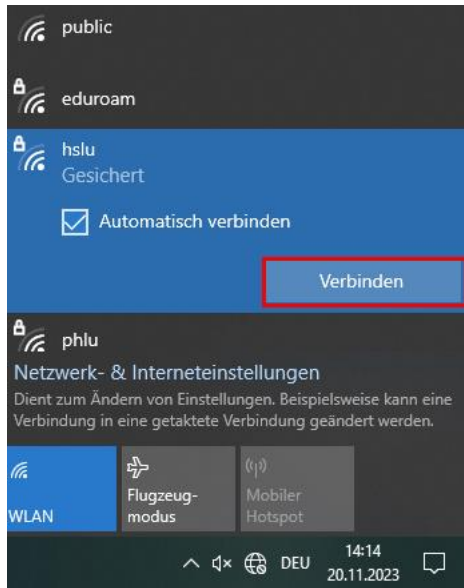 public
eduroam
hslu
Gesichert
Automatisch verbinden
Verbinden
phlu
Netzwerk- & Interneteinstellungen
Dient zum Ändern von Einstellungen. Beispielsweise kann eine
Verbindung in eine getaktete Verbindung geändert werden.
WLAN
Flugzeug-
modus
Mobiler
Hotspot
DEU
14:14
20.11.2023